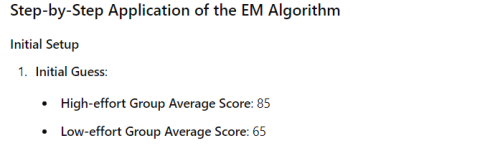 Step-by-Step Application of the EM Algorithm
Initial Setup
1. Initial Guess:
• High-effort Group Average Score: 85
• Low-effort Group Average Score: 65